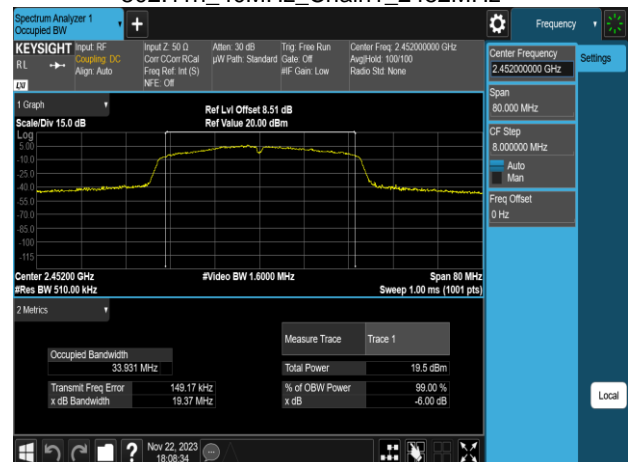 Spectrum Analyzer 1
Occupied BW
Frequency
KEYSIGHT
RL
LXI
Input: RF
Coupling: DC
Align: Auto
Input Z: 50 Ω
Corr CCorr RCal
Freq Ref: Int (S)
NFE: Off
Atten: 30 dB
µW Path: Standard
Trig: Free Run
Gate: Off
#IF Gain: Low
Center Freq: 2.452000000 GHz
Avg|Hold: 100/100
Radio Std: None
Center Frequency
2.452000000 GHz
Settings
Span
80.000 MHz
CF Step
8.000000 MHz
Auto
Man
Freq Offset
0 Hz
1 Graph
Scale/Div 15.0 dB
Ref Lvl Offset 8.51 dB
Ref Value 20.00 dBm
Log
5.00
-10.0
-25.0
-40.0
-55.0
-70.0
-85.0
-100
-115
Center 2.45200 GHz
#Video BW 1.6000 MHz
Span 80 MHz
#Res BW 510.00 kHz
Sweep 1.00 ms (1001 pts)
2 Metrics
Measure Trace
Trace 1
Occupied Bandwidth
33.931 MHz
Total Power
19.5 dBm
Transmit Freq Error
149.17 kHz
% of OBW Power
99.00 %
x dB Bandwidth
19.37 MHz
x dB
-6.00 dB
Local
Nov 22, 2023
18:08:34